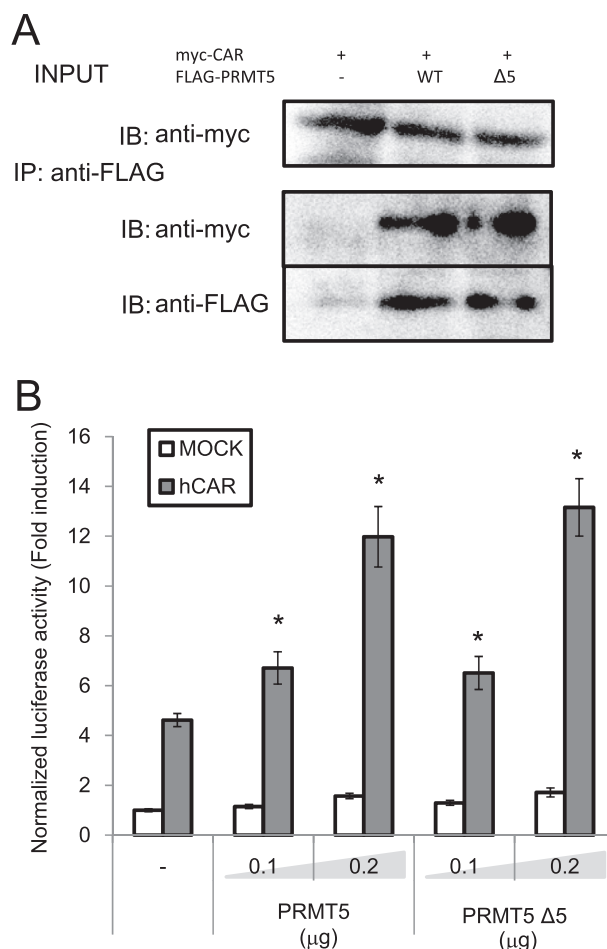 A
myc-CAR + + +
INPUT FLAG-PRMT5 - WT Δ5
IB: anti-myc
IP: anti-FLAG
IB: anti-myc
IB: anti-FLAG
B
Normalized luciferase activity (Fold induction)
16
14
12
10
8
6
4
2
0
MOCK
hCAR
* * * *
- 0.1 0.2 0.1 0.2
PRMT5 PRMT5 Δ5
(μg) (μg)